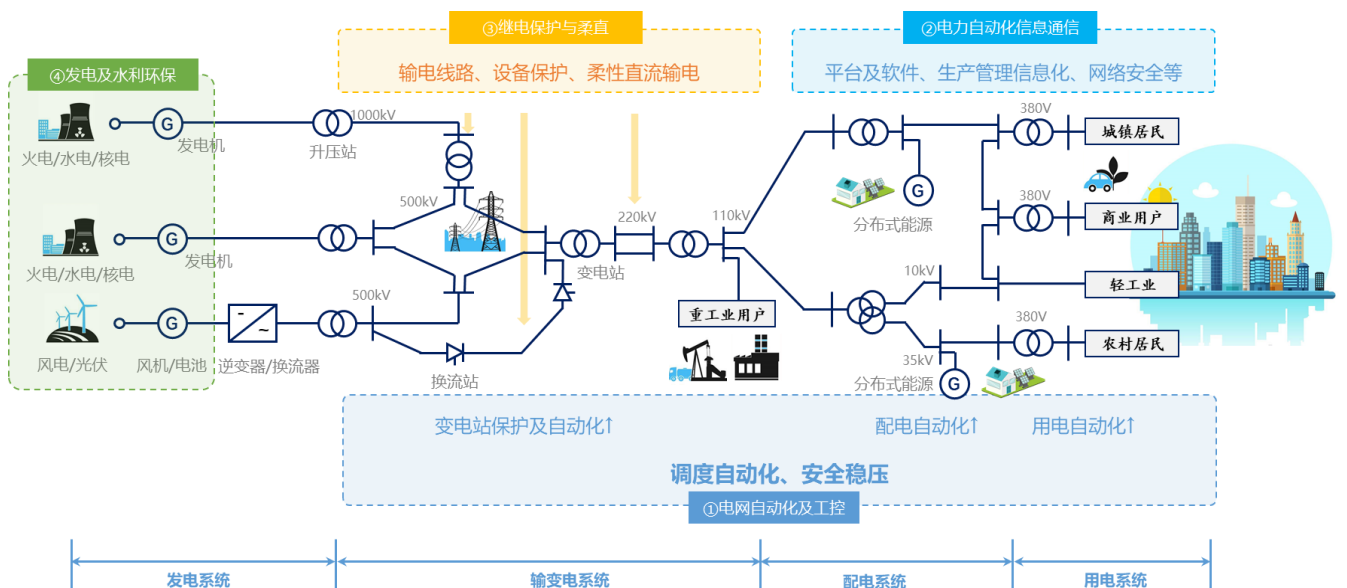 ③继电保护与柔直
②电力自动化信息通信
④发电及水利环保
输电线路、设备保护、柔性直流输电
平台及软件、生产管理信息化、网络安全等
1000kV
380V
G
发电机
火电/水电/核电
升压站
城镇居民
500kV
380V
G
分布式能源
220kV
110kV
商业用户
G
发电机
火电/水电/核电
变电站
10kV
轻工业
500kV
重工业用户
380V
G
-
~
农村居民
35kV
风电/光伏
风机/电池
逆变器/换流器
换流站
分布式能源
G
变电站保护及自动化↑
配电自动化↑
用电自动化↑
调度自动化、安全稳压
①电网自动化及工控
发电系统
输变电系统
配电系统
用电系统